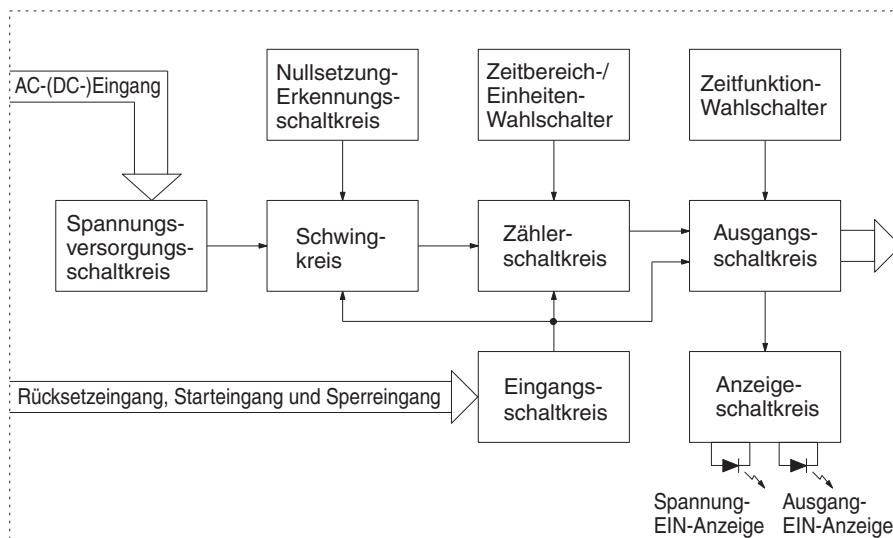 AC-(DC-)Eingang
Nullsetzung-
Erkennungs-
schaltkreis
Zeitbereich-/
Einheiten-
Wahlschalter
Zeitfunktion-
Wahlschalter
Spannungs-
versorgungs-
schaltkreis
Schwing-
kreis
Zähler-
schaltkreis
Ausgangs-
schaltkreis
Rücksetzeingang, Starteingang und Sperreingang
Eingangs-
schaltkreis
Anzeige-
schaltkreis
Spannung-
EIN-Anzeige
Ausgang-
EIN-Anzeige